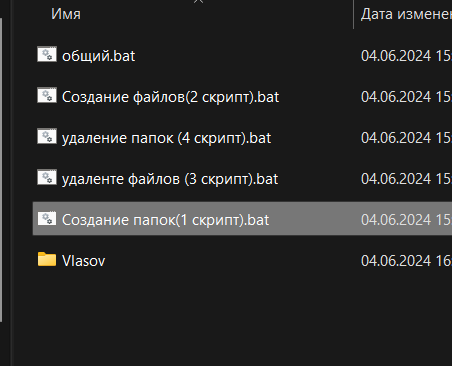 Имя Дата изменен
общий.bat 04.06.2024 15
Создание файлов(2 скрипт).bat 04.06.2024 15
удаление папок (4 скрипт).bat 04.06.2024 15
удаленте файлов (3 скрипт).bat 04.06.2024 15
Создание папок(1 скрипт).bat 04.06.2024 15
Vlasov 04.06.2024 16